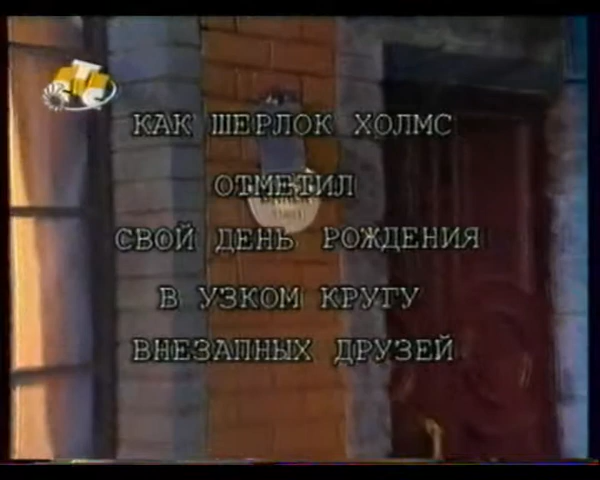 КАК ШЕРЛОК ХОЛМС
ОТМЕТИЛ
СВОЙ ДЕНЬ РОЖДЕНИЯ
В УЗКОМ КРУГУ
ВНЕЗАПНЫХ ДРУЗЕЙ